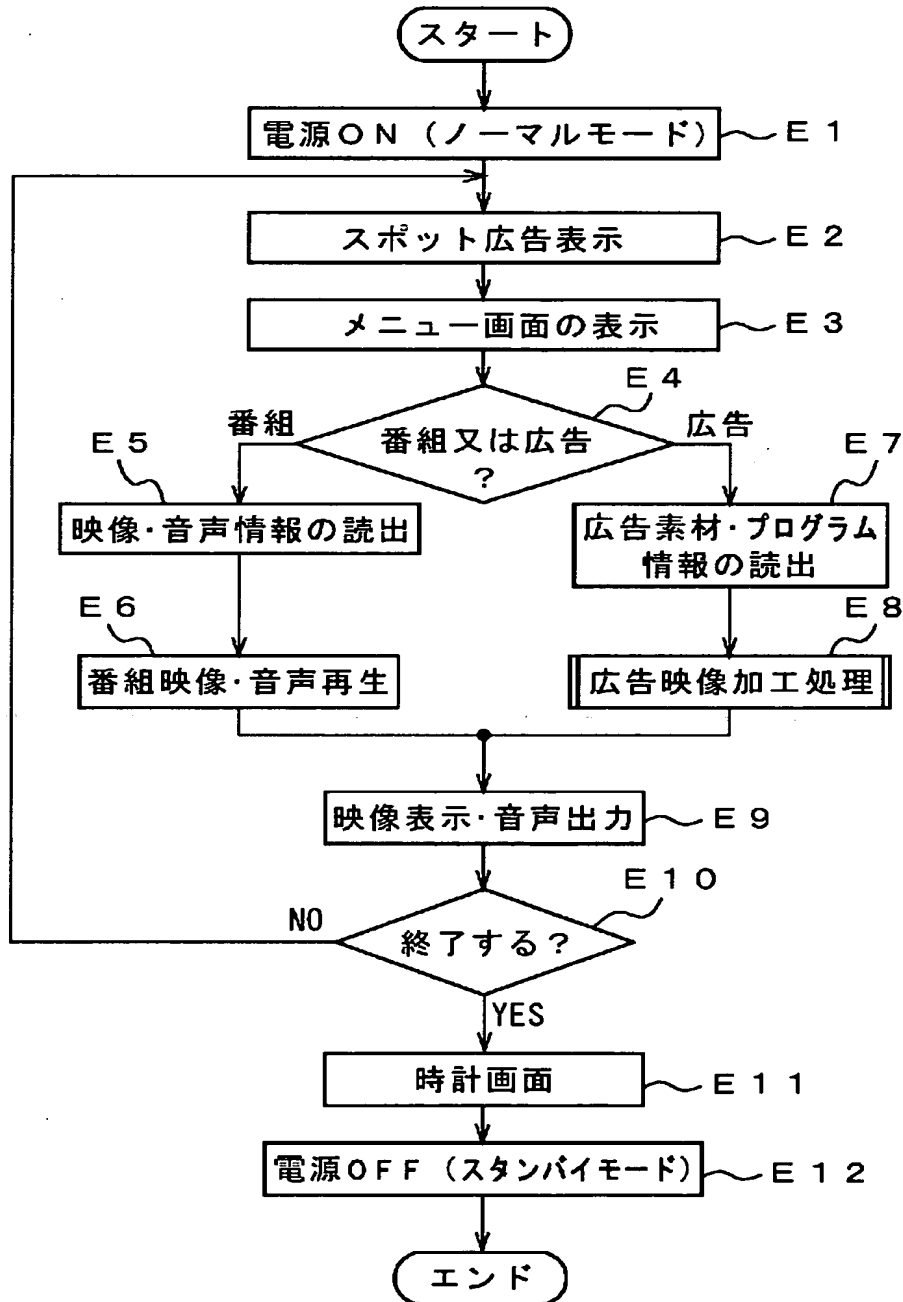 スタート
電源ON（ノーマルモード）
E1
スポット広告表示
E2
メニュー画面の表示
E3
E4
番組又は広告
?
番組
広告
E5
映像・音声情報の読出
E7
広告素材・プログラム
情報の読出
E6
番組映像・音声再生
E8
広告映像加工処理
映像表示・音声出力
E9
E10
終了する?
NO
YES
時計画面
E11
電源OFF（スタンバイモード）
E12
エンド